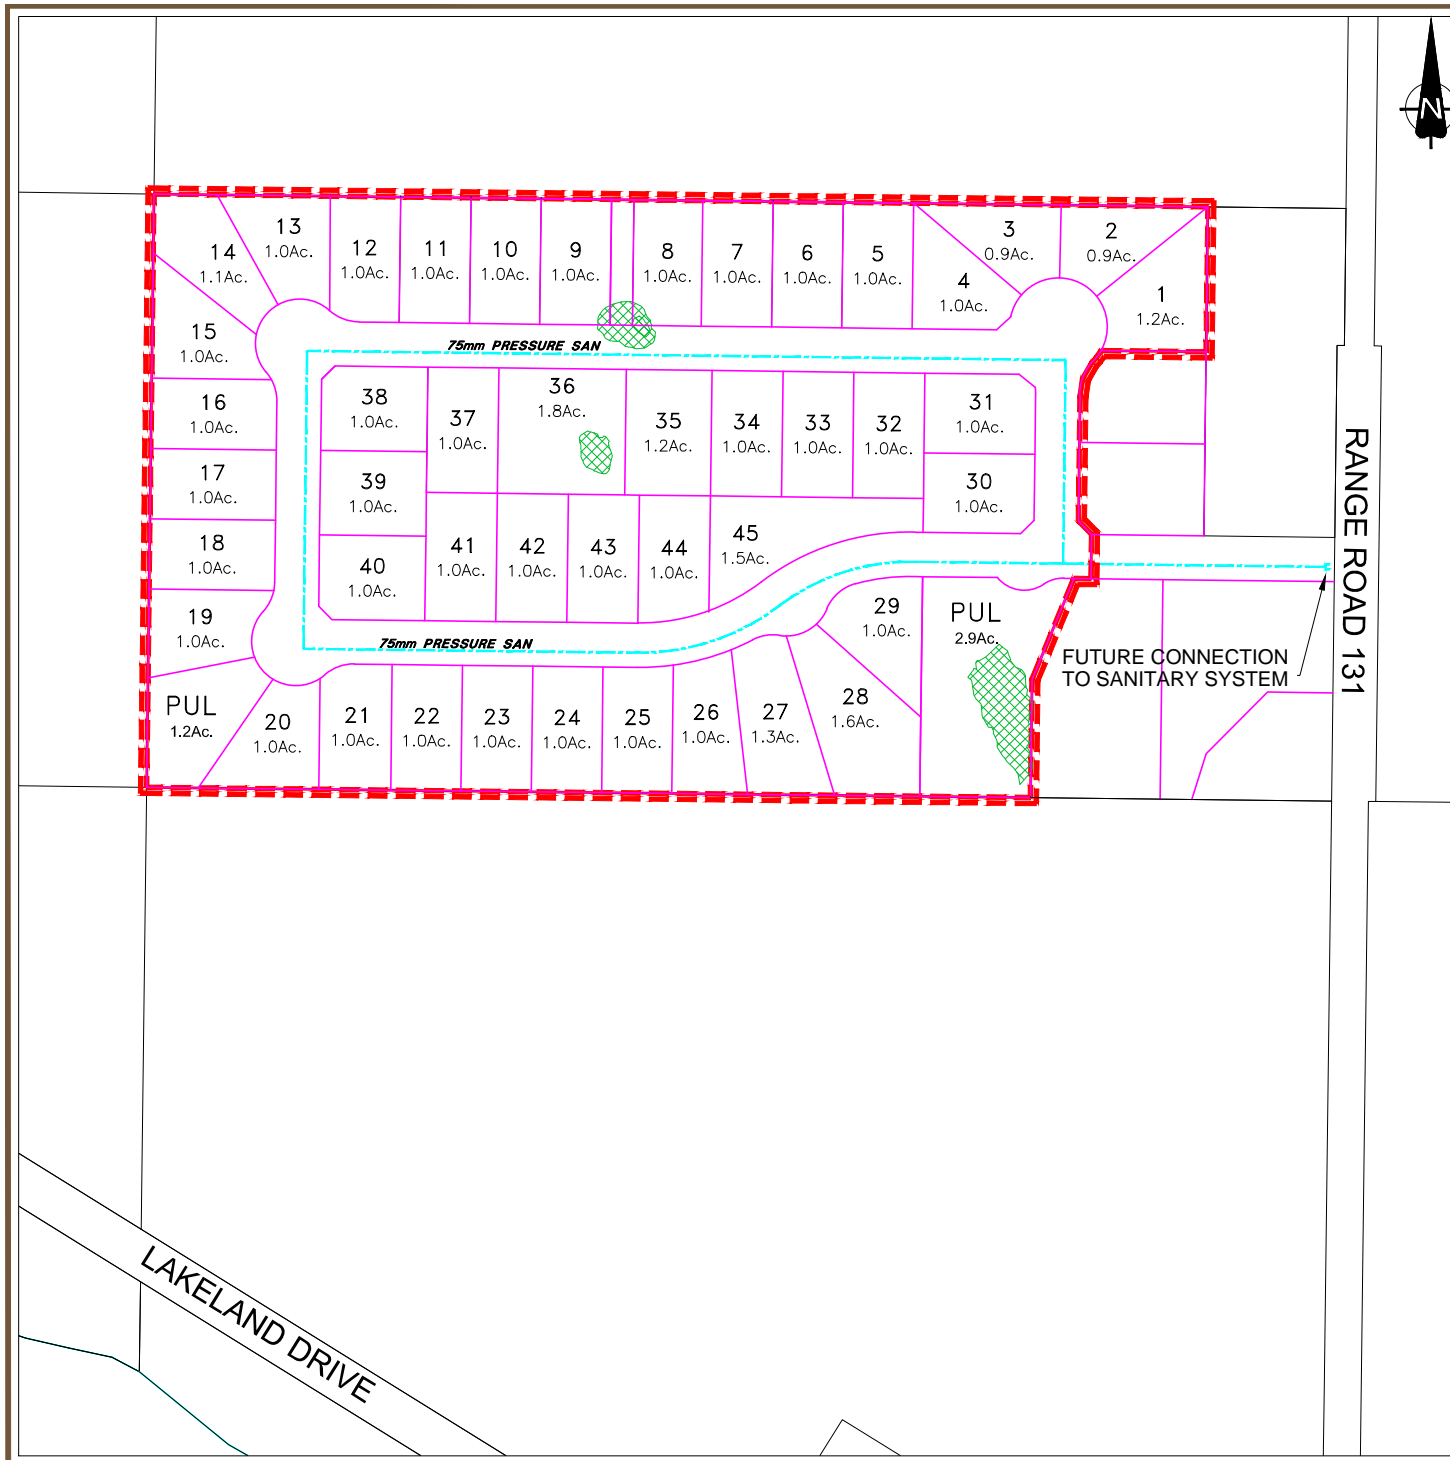 N
13
1.0Ac.
14
1.1Ac.
12
1.0Ac.
11
1.0Ac.
10
1.0Ac.
9
1.0Ac.
8
1.0Ac.
7
1.0Ac.
6
1.0Ac.
5
1.0Ac.
4
1.0Ac.
3
0.9Ac.
2
0.9Ac.
1
1.2Ac.
15
1.0Ac.
75mm PRESSURE SAN
16
1.0Ac.
38
1.0Ac.
37
1.0Ac.
36
1.8Ac.
35
1.2Ac.
34
1.0Ac.
33
1.0Ac.
32
1.0Ac.
31
1.0Ac.
17
1.0Ac.
39
1.0Ac.
30
1.0Ac.
18
1.0Ac.
40
1.0Ac.
41
1.0Ac.
42
1.0Ac.
43
1.0Ac.
44
1.0Ac.
45
1.5Ac.
19
1.0Ac.
75mm PRESSURE SAN
29
1.0Ac.
PUL
2.9Ac.
FUTURE CONNECTION
TO SANITARY SYSTEM
RANGE ROAD 131
PUL
1.2Ac.
20
1.0Ac.
21
1.0Ac.
22
1.0Ac.
23
1.0Ac.
24
1.0Ac.
25
1.0Ac.
26
1.0Ac.
27
1.3Ac.
28
1.6Ac.
LAKELAND DRIVE